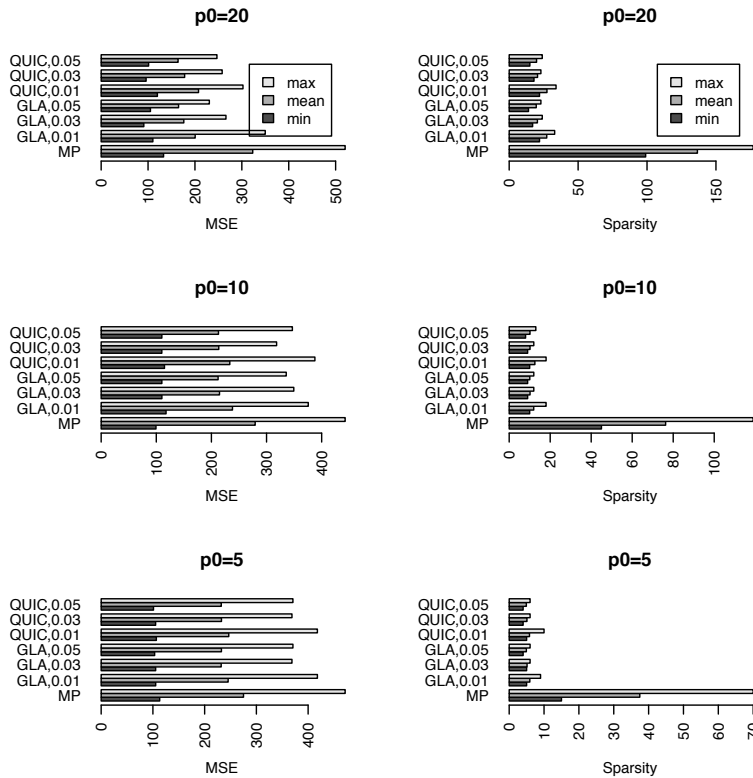 p0=20
QUIC,0.05
QUIC,0.03
QUIC,0.01
GLA,0.05
GLA,0.03
GLA,0.01
MP
max
mean
min
0 100 200 300 400 500
MSE
p0=20
QUIC,0.05
QUIC,0.03
QUIC,0.01
GLA,0.05
GLA,0.03
GLA,0.01
MP
max
mean
min
0 50 100 150
Sparsity
p0=10
QUIC,0.05
QUIC,0.03
QUIC,0.01
GLA,0.05
GLA,0.03
GLA,0.01
MP
0 100 200 300 400
MSE
p0=10
QUIC,0.05
QUIC,0.03
QUIC,0.01
GLA,0.05
GLA,0.03
GLA,0.01
MP
0 20 40 60 80 100
Sparsity
p0=5
QUIC,0.05
QUIC,0.03
QUIC,0.01
GLA,0.05
GLA,0.03
GLA,0.01
MP
0 100 200 300 400
MSE
p0=5
QUIC,0.05
QUIC,0.03
QUIC,0.01
GLA,0.05
GLA,0.03
GLA,0.01
MP
0 10 20 30 40 50 60 70
Sparsity